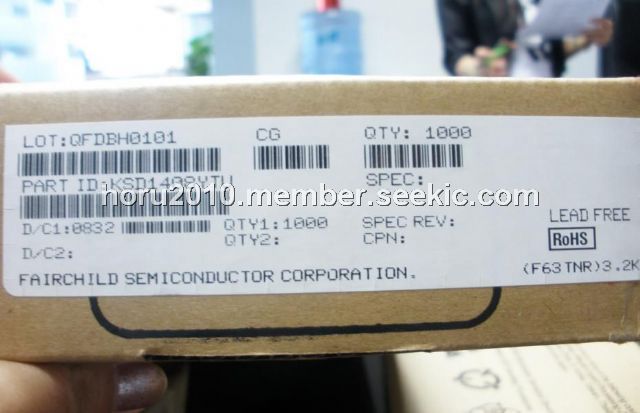 LOT:QFDBH0101 CG QTY: 1000
PART ID: SPEC:
horu2010.member.seekic.com
D/C1:0832 QTY1:1000 SPEC REV: LEAD FREE
QTY2: CPN: RoHS
D/C2:
FAIRCHILD SEMICONDUCTOR CORPORATION. (F63TNR)3.2K